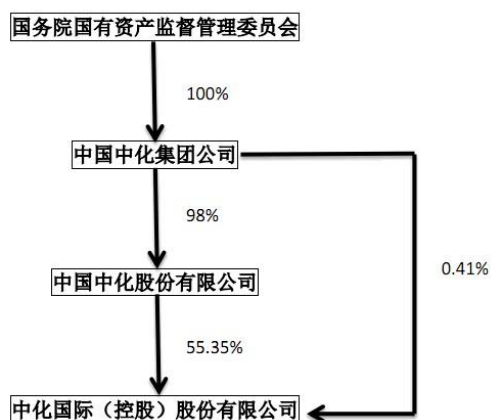 国务院国有资产监督管理委员会
100%
中国中化集团公司
98%
0.41%
中国中化股份有限公司
55.35%
中化国际（控股）股份有限公司